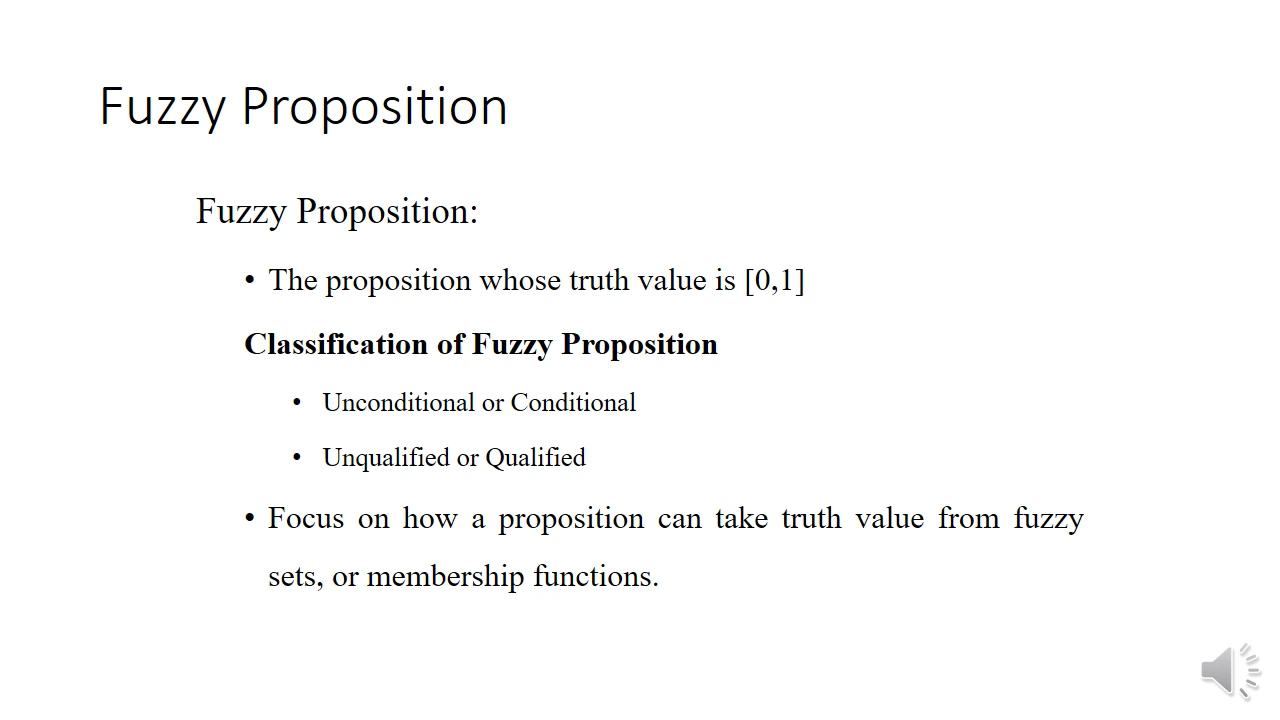 Fuzzy Proposition
Fuzzy Proposition:
• The proposition whose truth value is [0,1]
Classification of Fuzzy Proposition
• Unconditional or Conditional
• Unqualified or Qualified
• Focus on how a proposition can take truth value from fuzzy
sets, or membership functions.